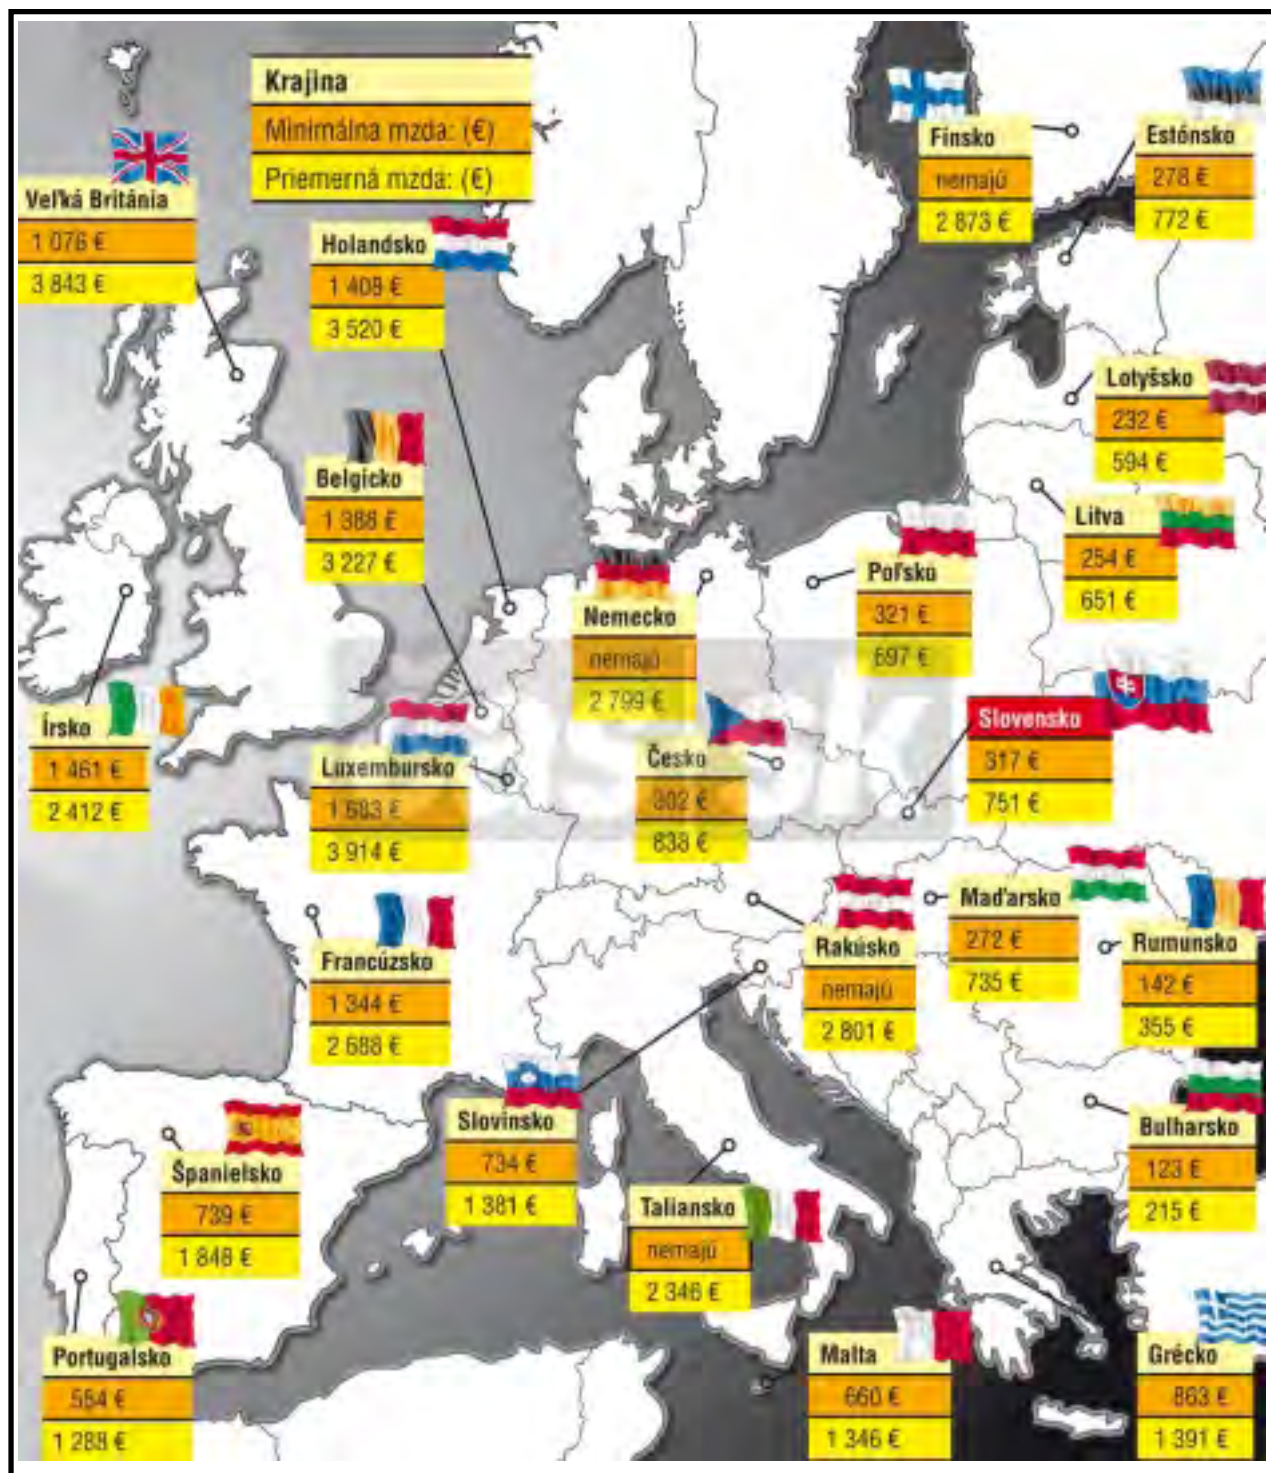 Krajina
Minimálna mzda: (€)
Priemerná mzda: (€)
Fínsko
nemajú
2 873 €
Estónsko
278 €
772 €
Veľká Británia
1 076 €
3 843 €
Holandsko
1 408 €
3 520 €
Lotyšsko
232 €
594 €
Belgicko
1 388 €
3 227 €
Litva
254 €
651 €
Poľsko
321 €
697 €
Nemecko
nemajú
2 799 €
Írsko
1 461 €
2 412 €
Luxembursko
1 683 €
3 914 €
Česko
302 €
838 €
Slovensko
317 €
751 €
Francúzsko
1 344 €
2 688 €
Rakúsko
nemajú
2 801 €
Maďarsko
272 €
735 €
Rumunsko
142 €
355 €
Španielsko
739 €
1 848 €
Slovinsko
734 €
1 381 €
Taliansko
nemajú
2 346 €
Bulharsko
123 €
215 €
Portugalsko
1 288 €
Malta
660 €
1 346 €
Grécko
863 €
1 391 €